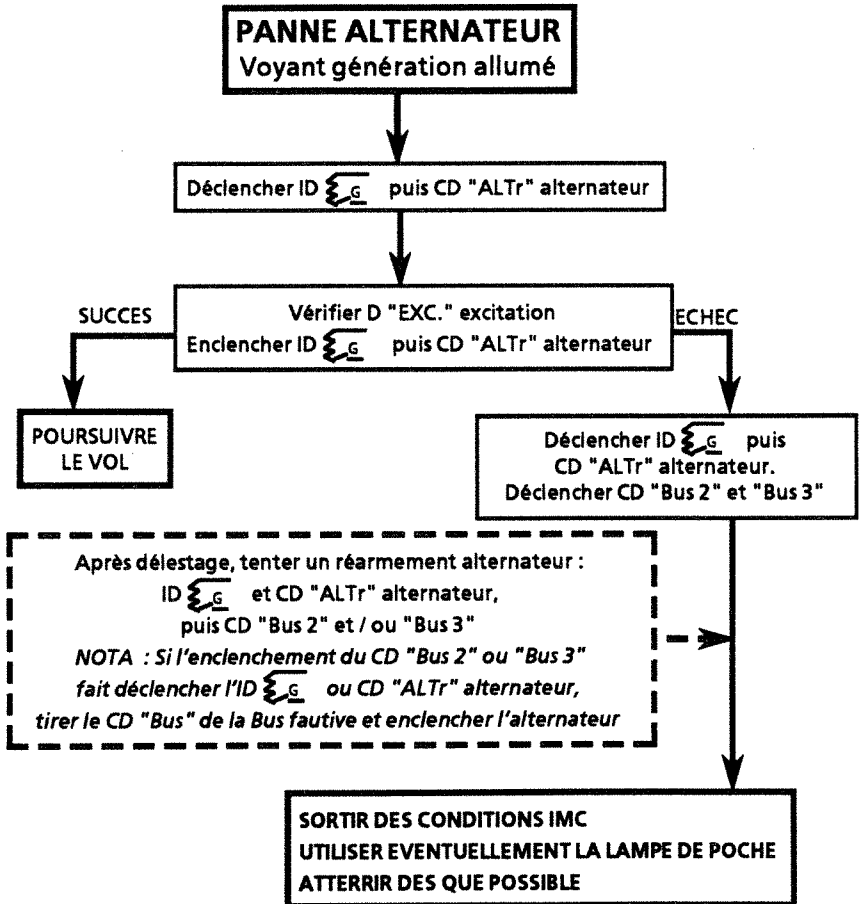 PANNE ALTERNATEUR
Voyant génération allumé
Déclencher ID G puis CD "ALTr" alternateur
SUCCES
Vérifier D "EXC." excitation
Enclencher ID G puis CD "ALTr" alternateur
ECHEC
POURSUIVRE
LE VOL
Déclencher ID G puis
CD "ALTr" alternateur.
Déclencher CD "Bus 2" et "Bus 3"
Après délestage, tenter un réarmement alternateur :
ID G et CD "ALTr" alternateur,
puis CD "Bus 2" et / ou "Bus 3"
NOTA : Si l'enclenchement du CD "Bus 2" ou "Bus 3"
fait déclencher l'ID G ou CD "ALTr" alternateur,
tirer le CD "Bus" de la Bus fautive et enclencher l'alternateur
SORTIR DES CONDITIONS IMC
UTILISER EVENTUELLEMENT LA LAMPE DE POCHE
ATTERRIR DES QUE POSSIBLE